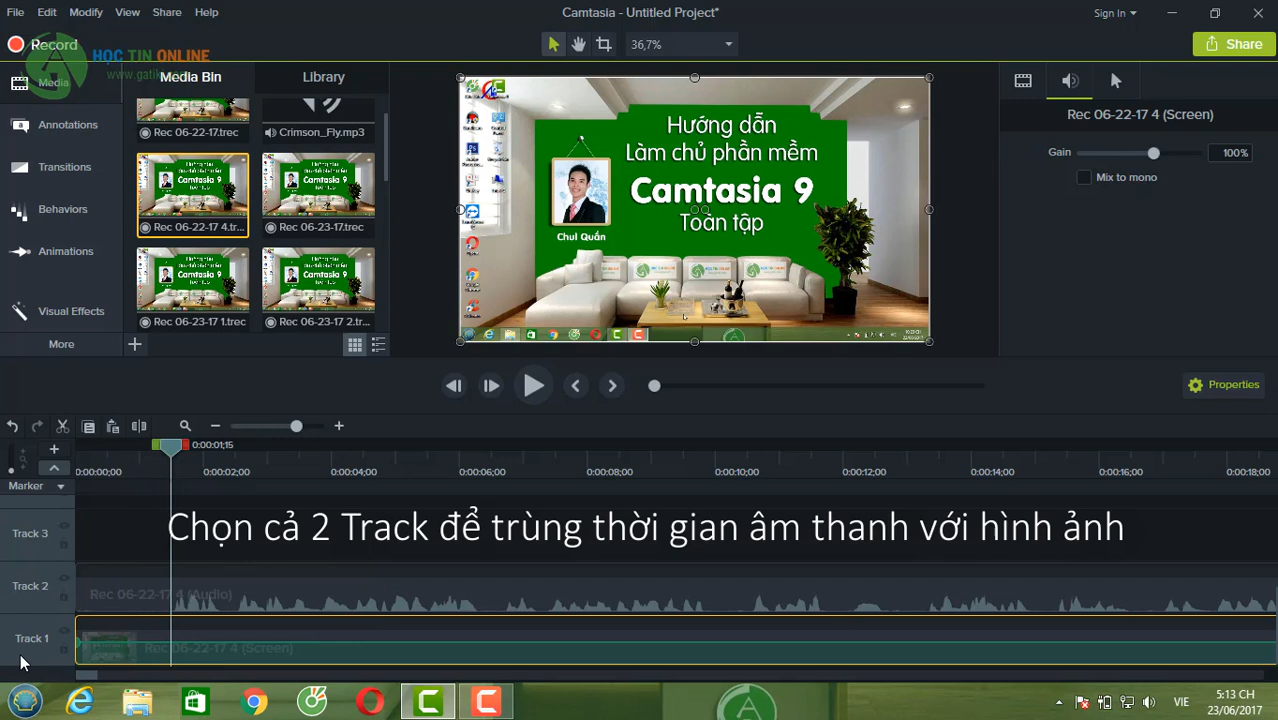 File Edit Modify View Share Help
Camtasia - Untitled Project*
Sign In
Record
HỌC TIN ONLINE
36,7%
Share
Media
Media Bin
Library
Annotations
Transitions
Behaviors
Animations
Visual Effects
More
Rec 06-22-17.trec
Crimson_Fly.mp3
Rec 06-22-17 4.tr...
Rec 06-23-17.trec
Rec 06-23-17 1.trec
Rec 06-23-17 2.trec
Camtasia 9
Hướng dẫn
Làm chủ phần mềm
Camtasia 9
Toàn tập
Chul Quần
HỌC TIN ONLINE
Rec 06-22-17 4 (Screen)
Gain
100%
Mix to mono
Properties
0:00:01;15
0:00:00;00 0:00:02;00 0:00:04;00 0:00:06;00 0:00:08;00 0:00:10;00 0:00:12;00 0:00:14;00 0:00:16;00 0:00:18;00
Marker
Chọn cả 2 Track để trùng thời gian âm thanh với hình ảnh
Track 3
Track 2
Rec 06-22-17 4 (Audio)
Track 1
Rec 06-22-17 4 (Screen)
VIE
5:13 CH
23/06/2017